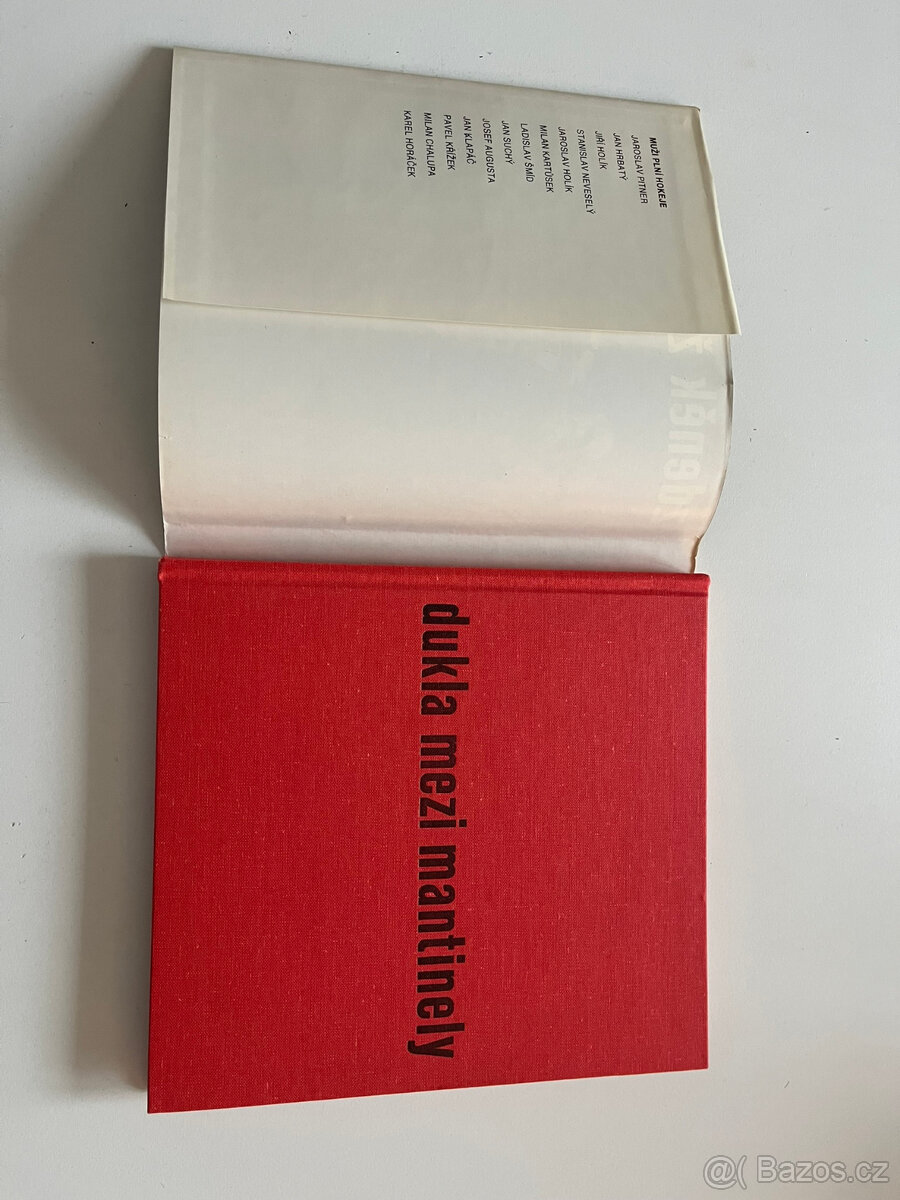 MUŽI PLNÍ HOKEJE
JAROSLAV PITNER
JAN HRBATÝ
JIŘÍ HOLÍK
STANISLAV NEVESELÝ
JAROSLAV HOLÍK
MILAN KARTŮSEK
LADISLAV ŠMÍD
JAN SUCHÝ
JOSEF AUGUSTA
JAN KLAPÁČ
PAVEL KŘÍŽEK
MILAN CHALUPA
KAREL HORÁČEK
dukla mezi mantinely
@( Bazos.cz